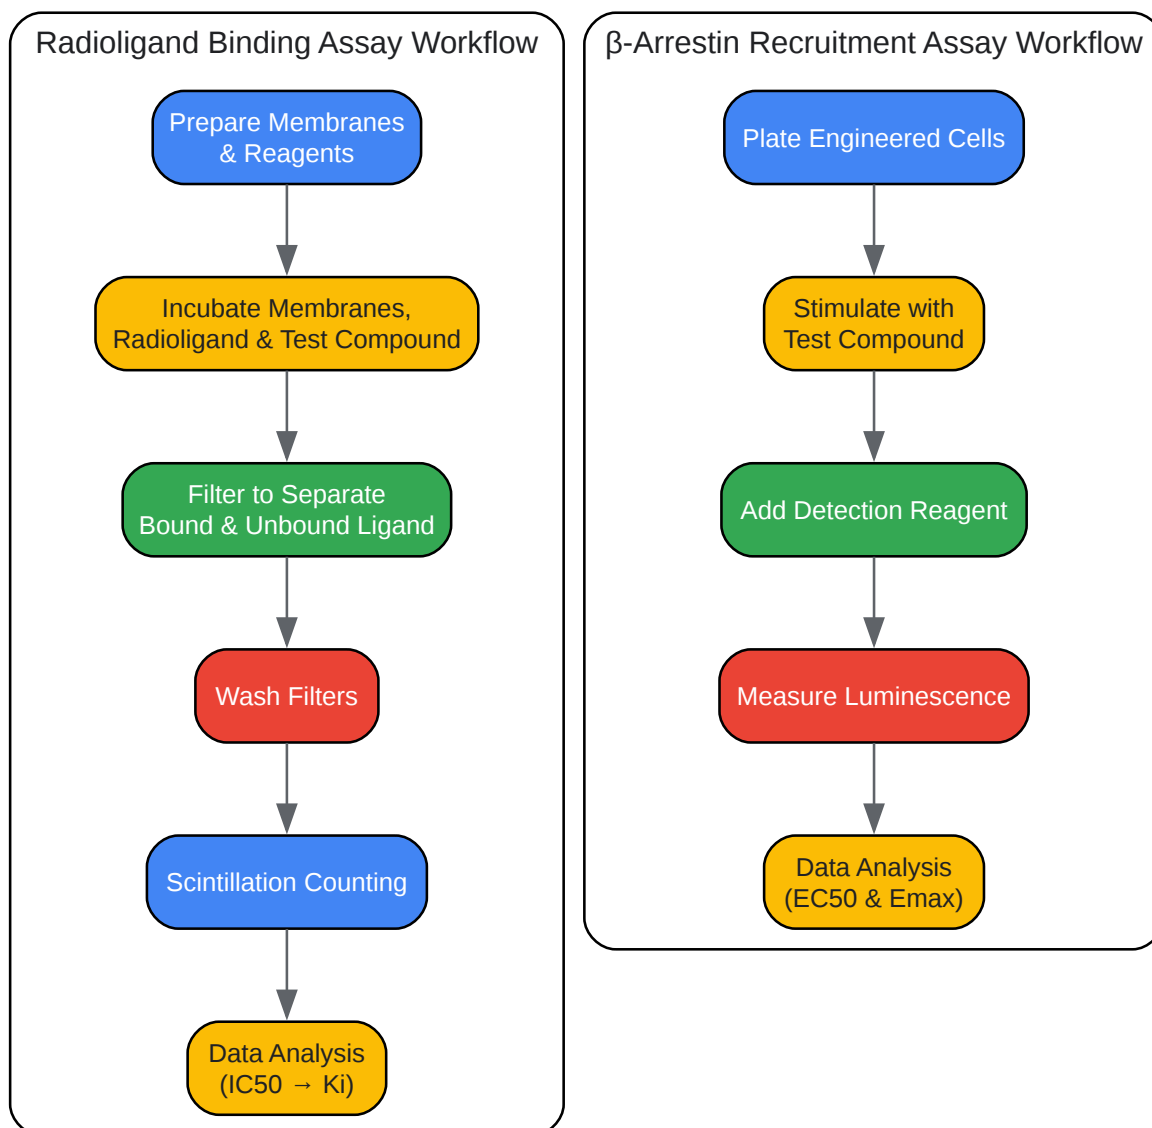 Radioligand Binding Assay Workflow
Prepare Membranes
& Reagents
Incubate Membranes,
Radioligand & Test Compound
Filter to Separate
Bound & Unbound Ligand
Wash Filters
Scintillation Counting
Data Analysis
(IC50 → Ki)
β-Arrestin Recruitment Assay Workflow
Plate Engineered Cells
Stimulate with
Test Compound
Add Detection Reagent
Measure Luminescence
Data Analysis
(EC50 & Emax)